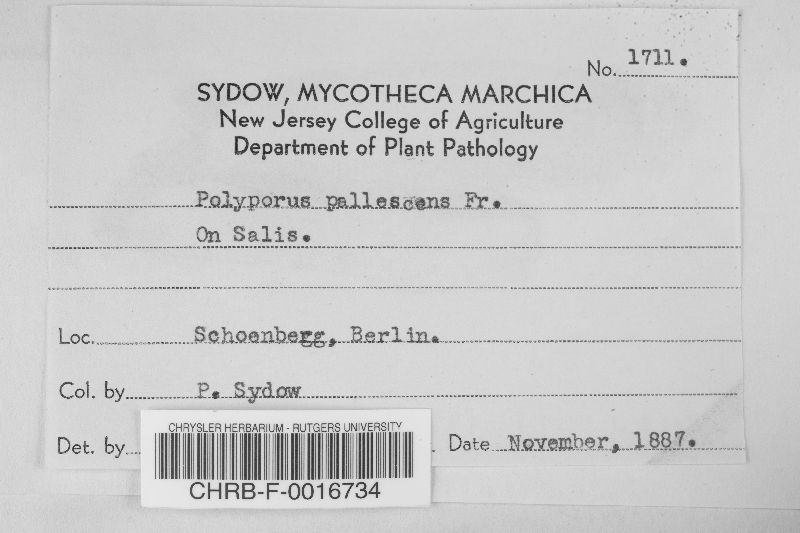 No. 1711.
SYDOW, MYCOTHECA MARCHICA
New Jersey College of Agriculture
Department of Plant Pathology
Polyporus pallescens Fr.
On Salis.
Loc. Schoenbergg, Berlin.
Col. by P. Sydow
Det. by Date November, 1887.
CHRYSLER HERBARIUM - RUTGERS UNIVERSITY
CHRB-F-0016734